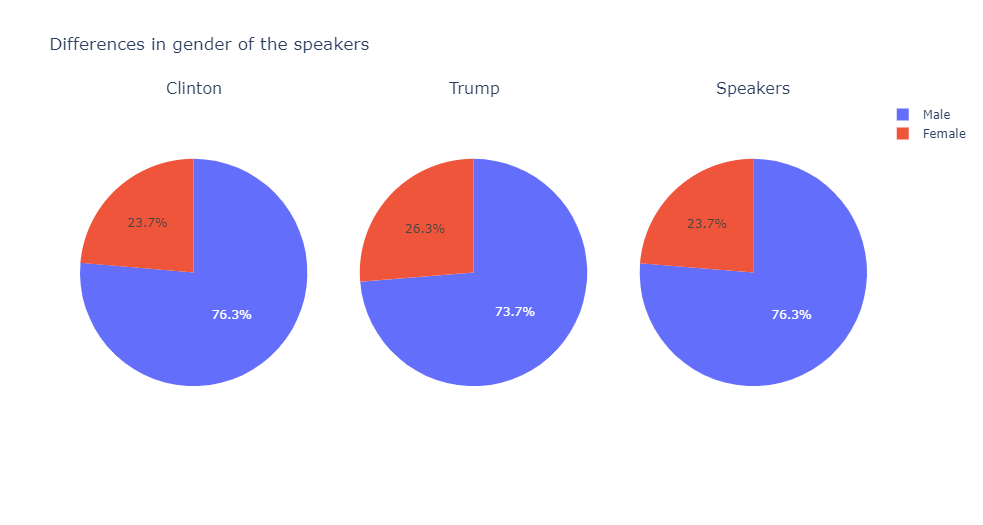 Differences in gender of the speakers
Clinton
Trump
Speakers
Male
Female
23.7%
76.3%
26.3%
73.7%
23.7%
76.3%